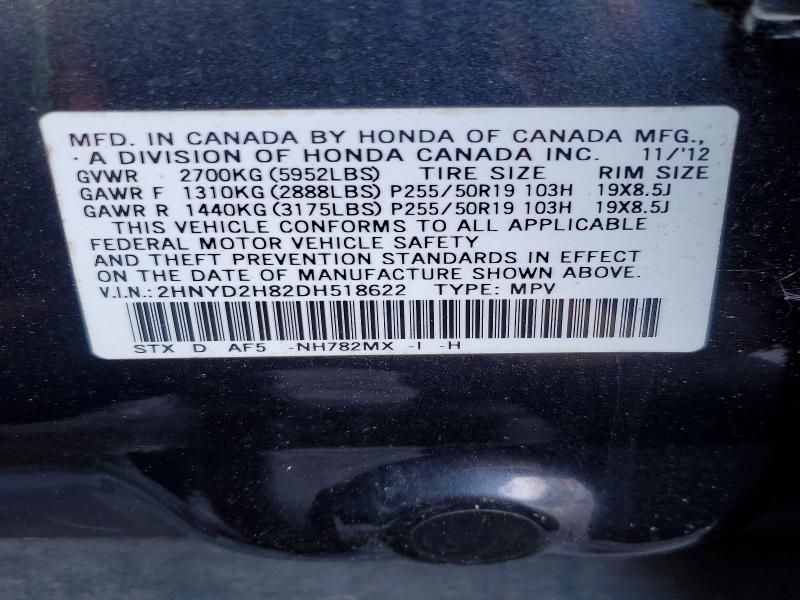 MFD. IN CANADA BY HONDA OF CANADA MFG.,
· A DIVISION OF HONDA CANADA INC. 11/'12
GVWR 2700KG (5952LBS) TIRE SIZE RIM SIZE
GAWR F 1310KG (2888LBS) P255/50R19 103H 19X8.5J
GAWR R 1440KG (3175LBS) P255/50R19 103H 19X8.5J
THIS VEHICLE CONFORMS TO ALL APPLICABLE
FEDERAL MOTOR VEHICLE SAFETY
AND THEFT PREVENTION STANDARDS IN EFFECT
ON THE DATE OF MANUFACTURE SHOWN ABOVE.
V.I.N.: 2HNYD2H82DH518622 TYPE: MPV
STX D AF5 -NH782MX -I -H